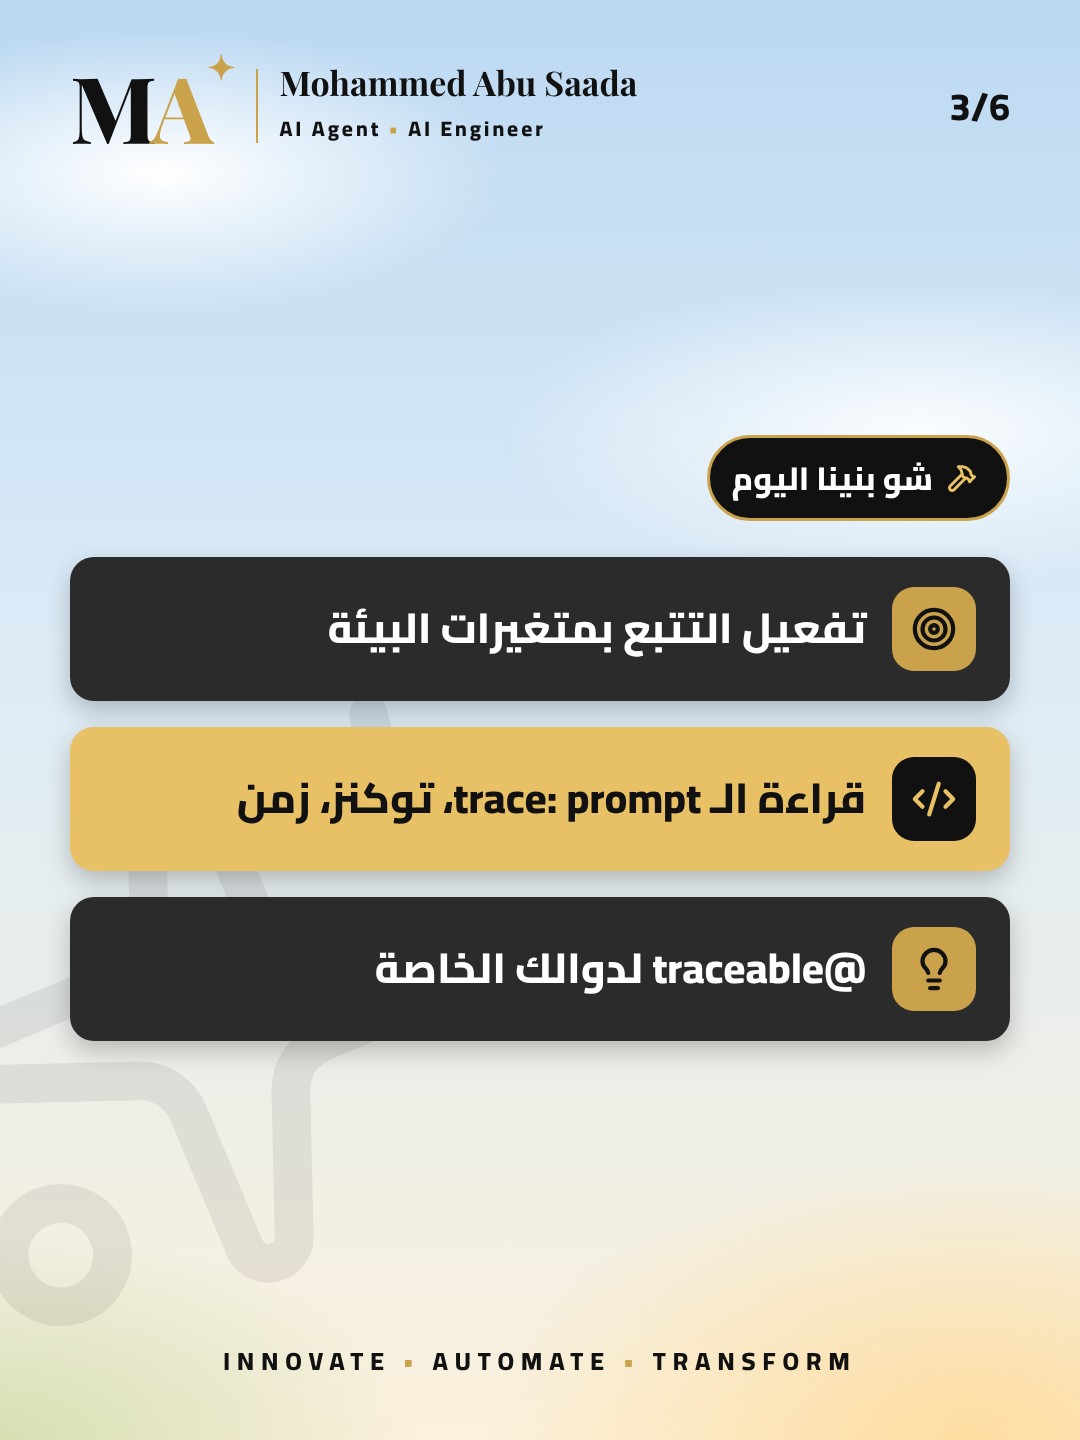 MA
Mohammed Abu Saada
AI Agent ▪ AI Engineer
3/6
شو بنينا اليوم
تفعيل التتبع بمتغيرات البيئة
قراءة الـ trace: prompt، توكنز، زمن
@traceable لدوالك الخاصة
INNOVATE ▪ AUTOMATE ▪ TRANSFORM